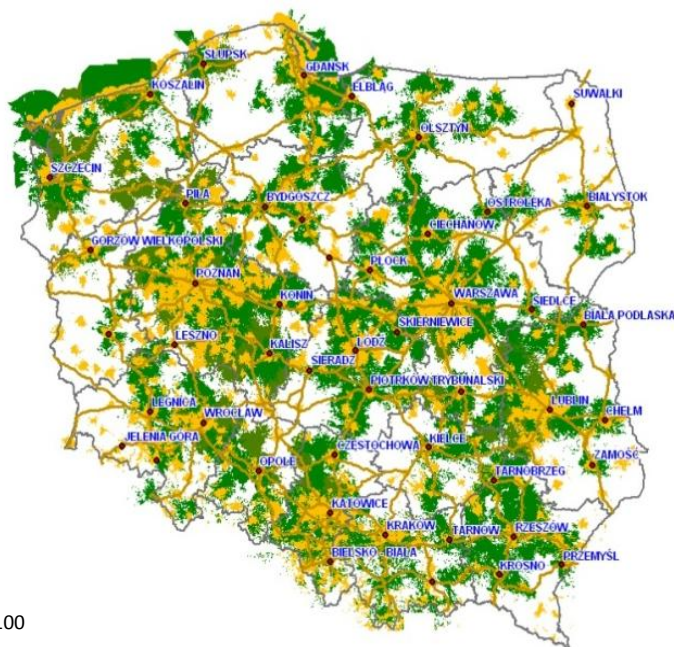 SŁUPSK
GDAŃSK
KOSZALIN
ELBLĄG
SUWAŁKI
OLSZTYN
SZCZECIN
PIŁA
BYDGOSZCZ
OSTROŁĘKA
BIAŁYSTOK
CIECHANÓW
GORZÓW WIELKOPOLSKI
PŁOCK
POZNAŃ
KONIN
WARSZAWA
SIEDLCE
SKIERNIEWICE
BIAŁA PODLASKA
LESZNO
KALISZ
ŁÓDŹ
SIERADZ
PIOTRKÓW TRYBUNALSKI
LEGNICA
WROCŁAW
LUBLIN
CHEŁM
JELENIA GÓRA
CZĘSTOCHOWA
KIELCE
OPOLE
TARNOBRZEG
ZAMOŚĆ
KATOWICE
KRAKÓW
TARNÓW
RZESZÓW
BIELSKO - BIAŁA
KROSNO
PRZEMYŚL
.00